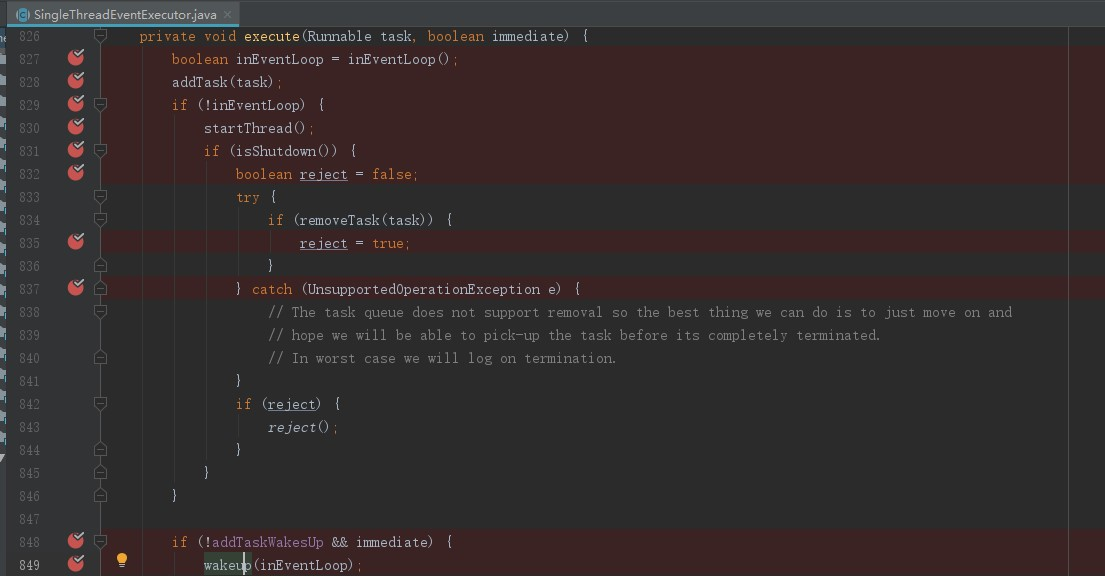 SingleThreadEventExecutor.java ×
826 private void execute(Runnable task, boolean immediate) {
827 boolean inEventLoop = inEventLoop();
828 addTask(task);
829 if (!inEventLoop) {
830 startThread();
831 if (isShutdown()) {
832 boolean reject = false;
833 try {
834 if (removeTask(task)) {
835 reject = true;
836 }
837 } catch (UnsupportedOperationException e) {
838 // The task queue does not support removal so the best thing we can do is to just move on and
839 // hope we will be able to pick-up the task before its completely terminated.
840 // In worst case we will log on termination.
841 }
842 if (reject) {
843 reject();
844 }
845 }
846 }
847
848 if (!addTaskWakesUp && immediate) {
849 wakeup(inEventLoop);